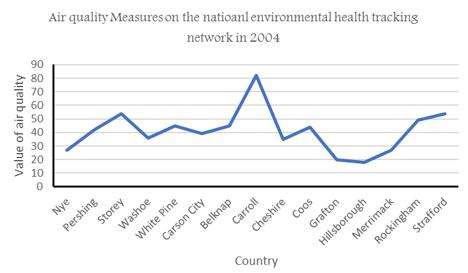 Air quality Measures on the natioanl environmental health tracking
network in 2004
Value of air quality
90
80
70
60
50
40
30
20
10
0
Nye
Pershing
Storey
Washoe
White Pine
Carson City
Belknap
Carroll
Cheshire
Coos
Grafton
Hillsborough
Merrimack
Rockingham
Strafford
Country